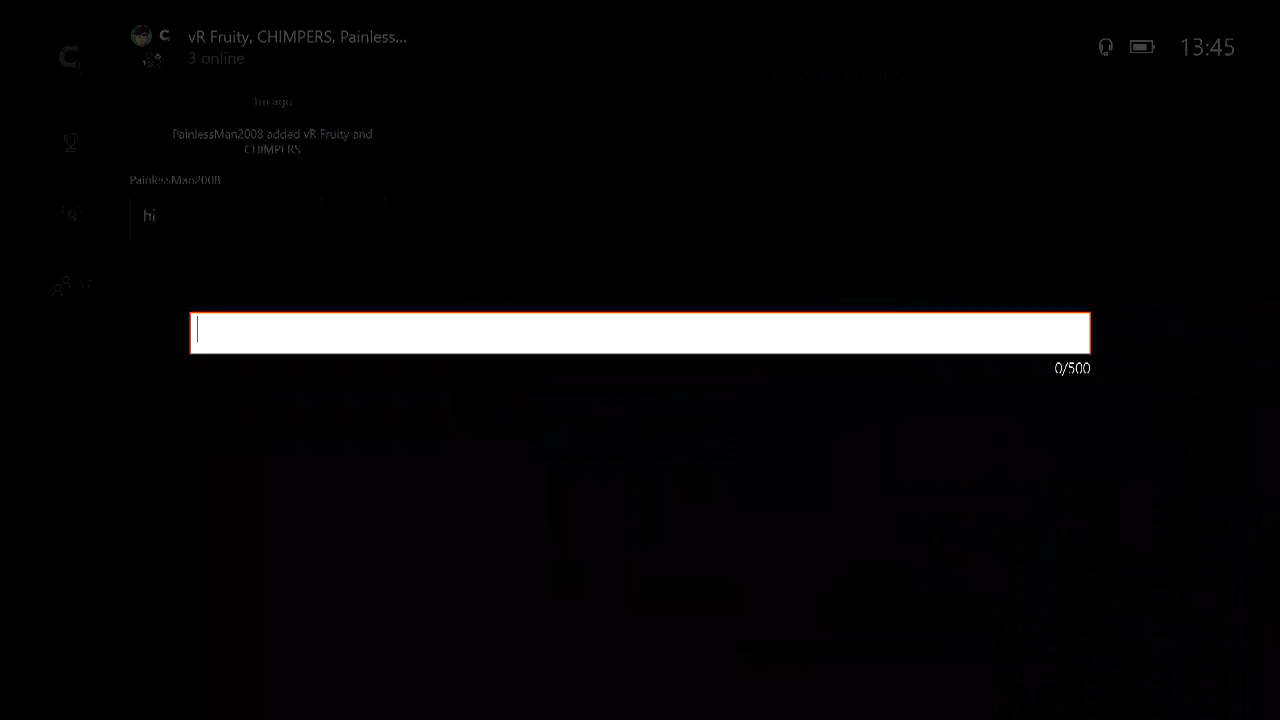 vR Fruity, CHIMPERS, Painless...
3 online
13:45
1m ago
PainlessMan2008 added vR Fruity and
CHIMPERS
PainlessMan2008
hi
0/500